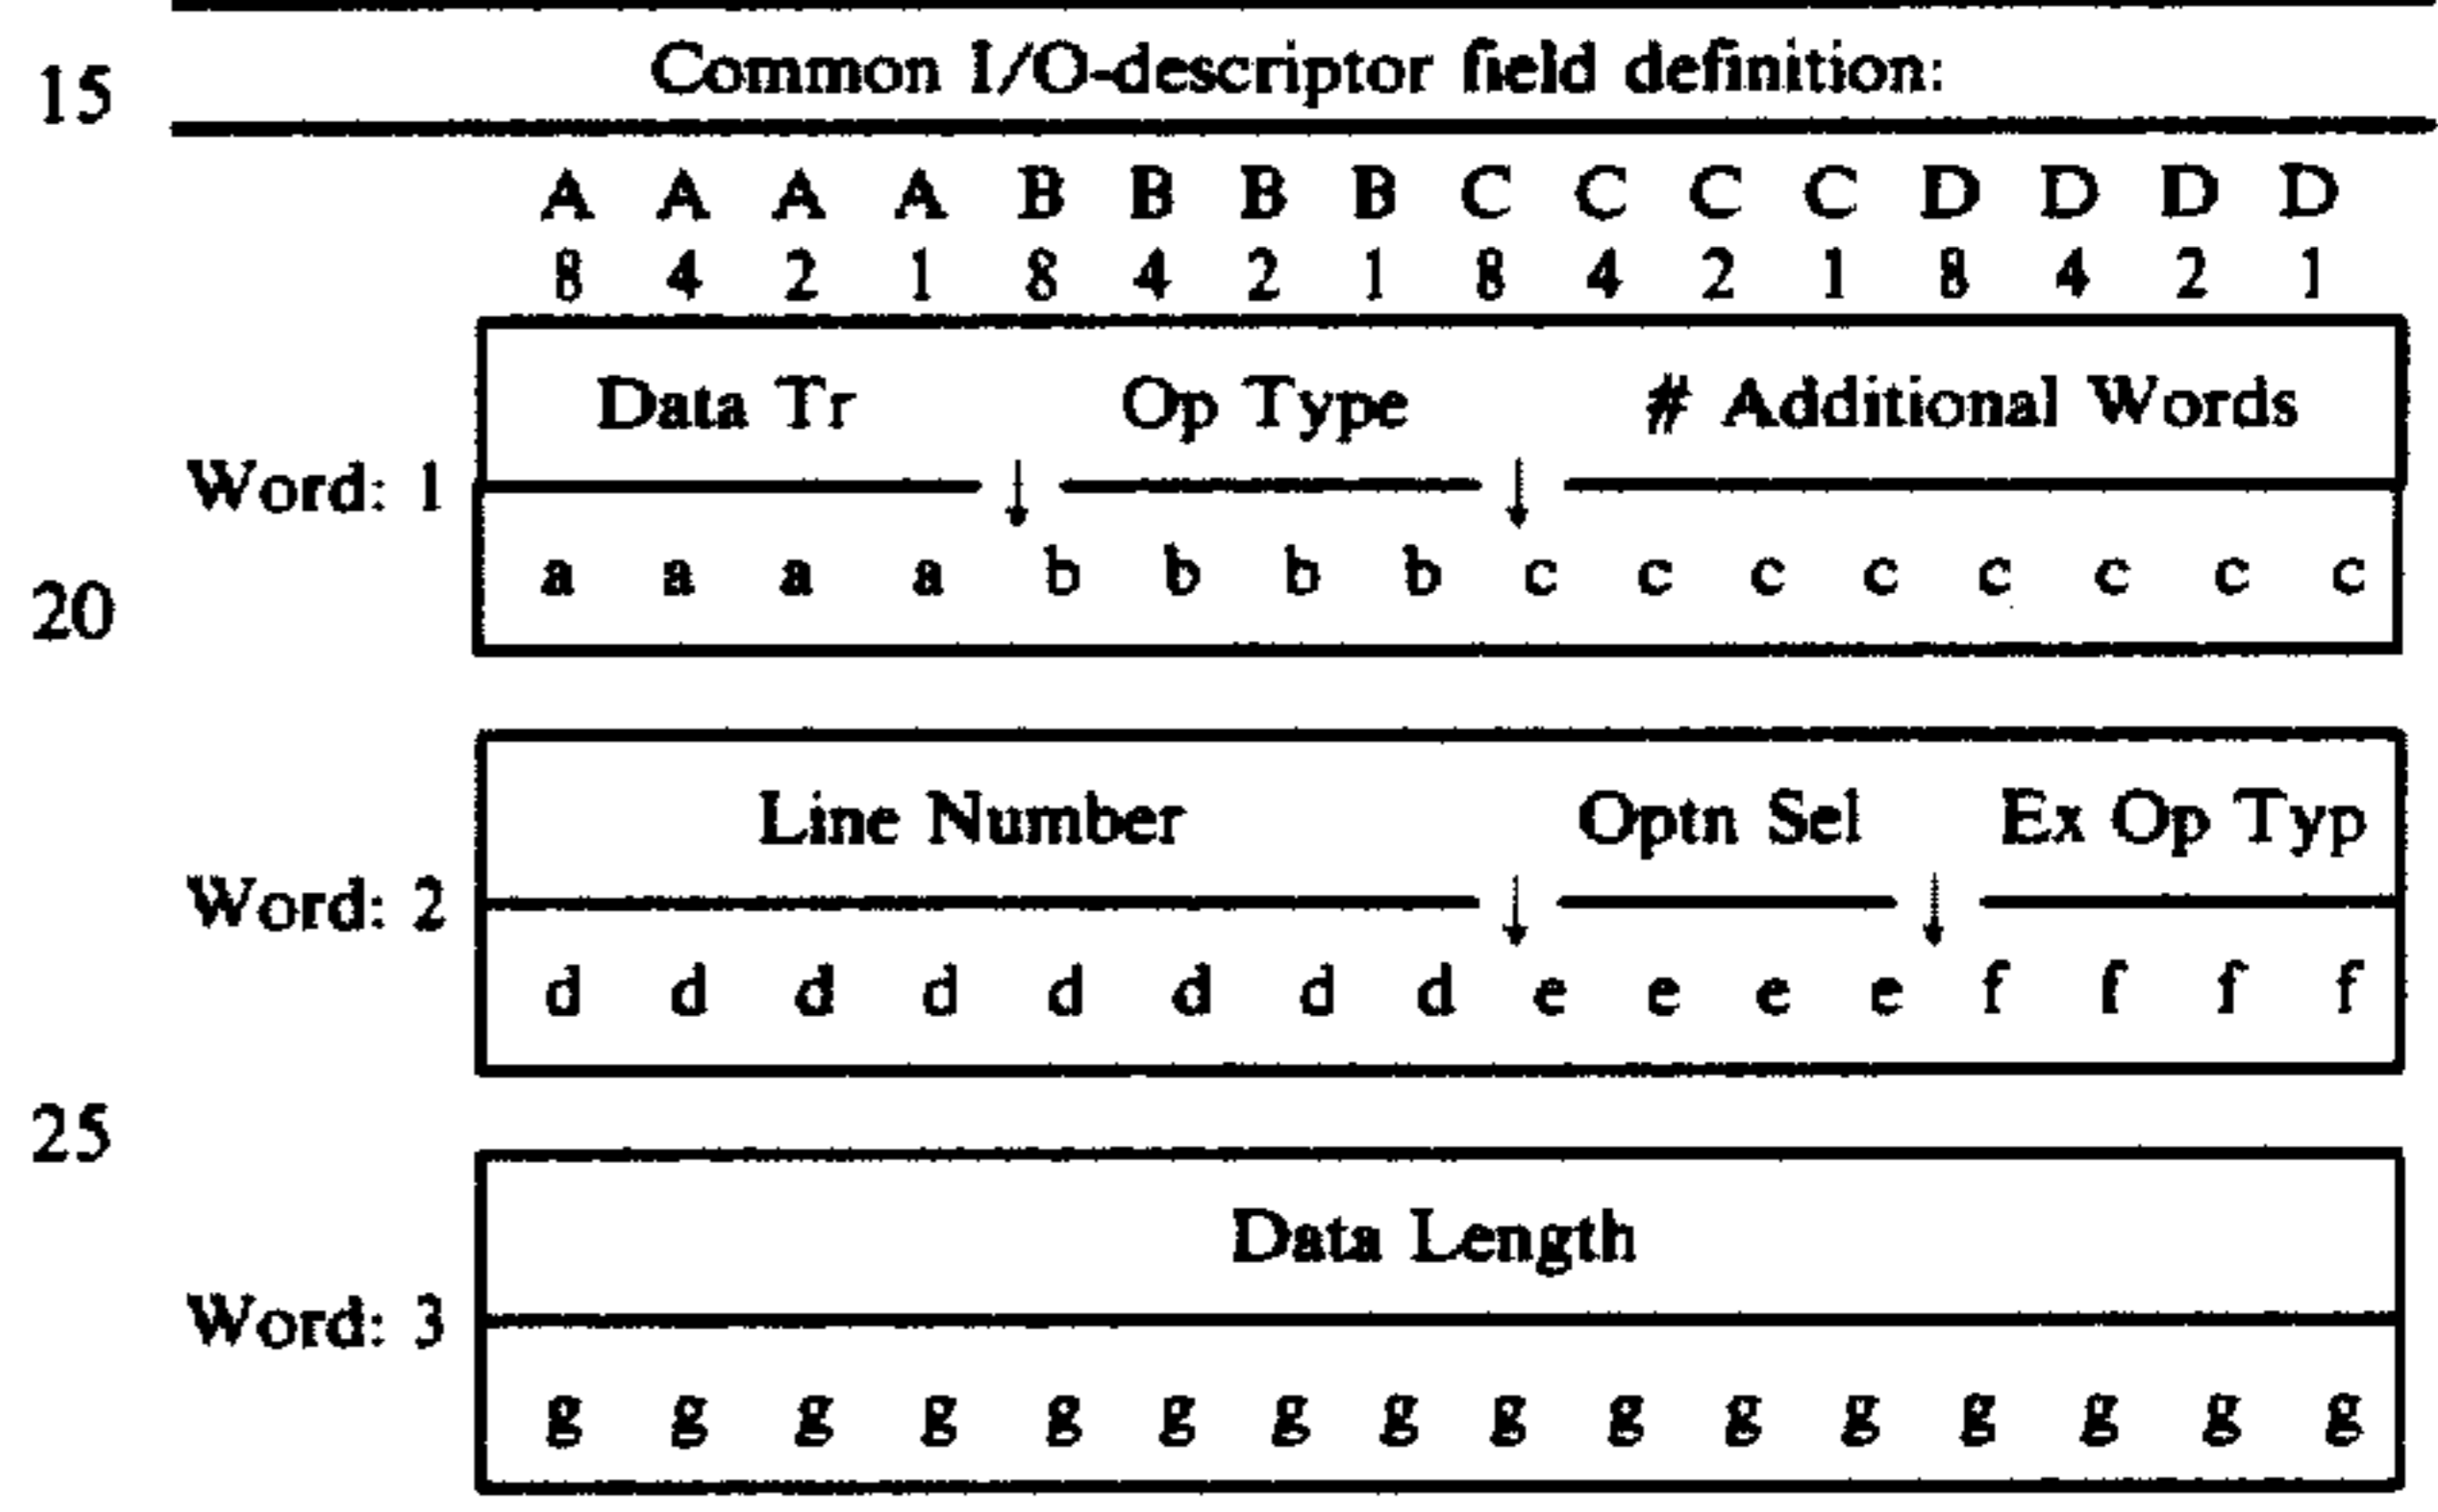 15 Common I/O-descriptor field definition:
A A A A B B B B C C C C D D D D
8 4 2 1 8 4 2 1 8 4 2 1 8 4 2 1
Data Tr Op Type # Additional Words
Word: 1
a a a a b b b b c c c c c c c c
20
Line Number Optn Sel Ex Op Typ
Word: 2
d d d d d d d d e e e e f f f f
25
Data Length
Word: 3
g g g g g g g g g g g g g g g g